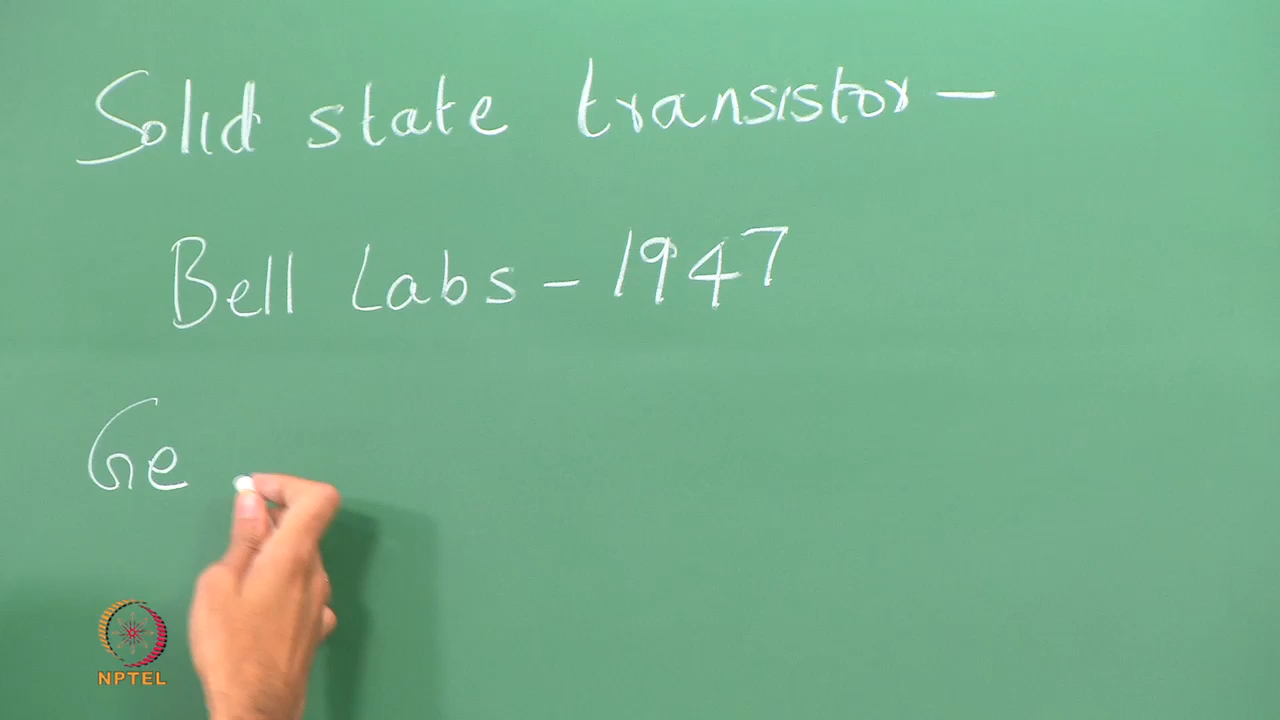 Solid state transistor –
Bell Labs – 1947
Ge
NPTEL